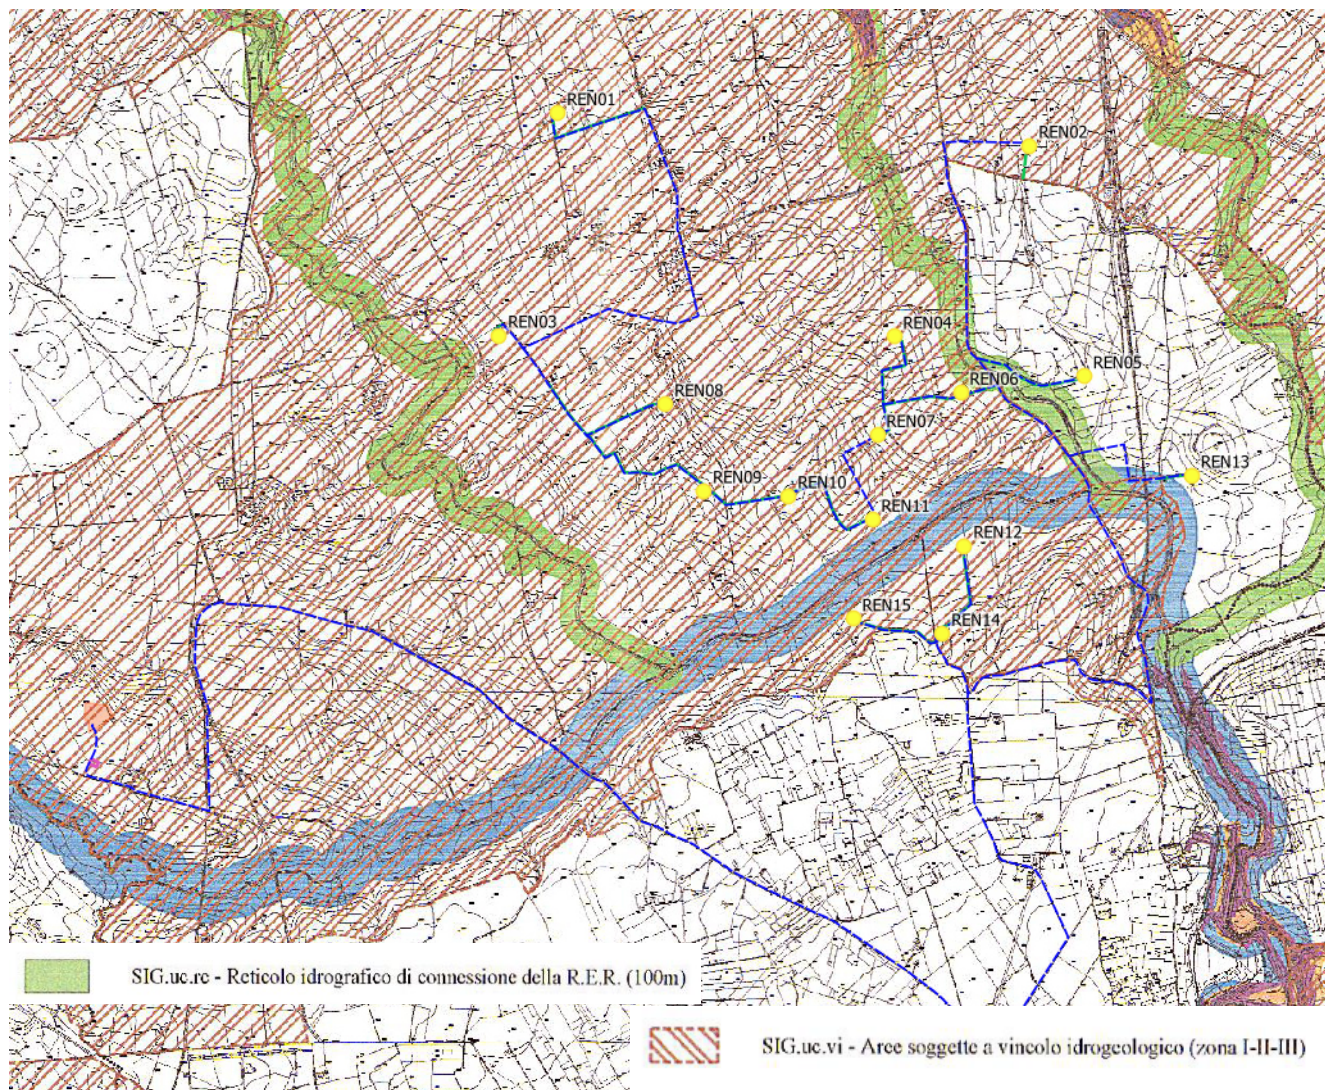 REN01
REN02
REN03
REN04
REN05
REN06
REN08
REN07
REN13
REN09
REN10
REN11
REN12
REN15
REN14
SIG.uc.rc - Reticolo idrografico di connessione della R.E.R. (100m)
SIG.uc.vi - Aree soggette a vincolo idrogeologico (zona I-II-III)